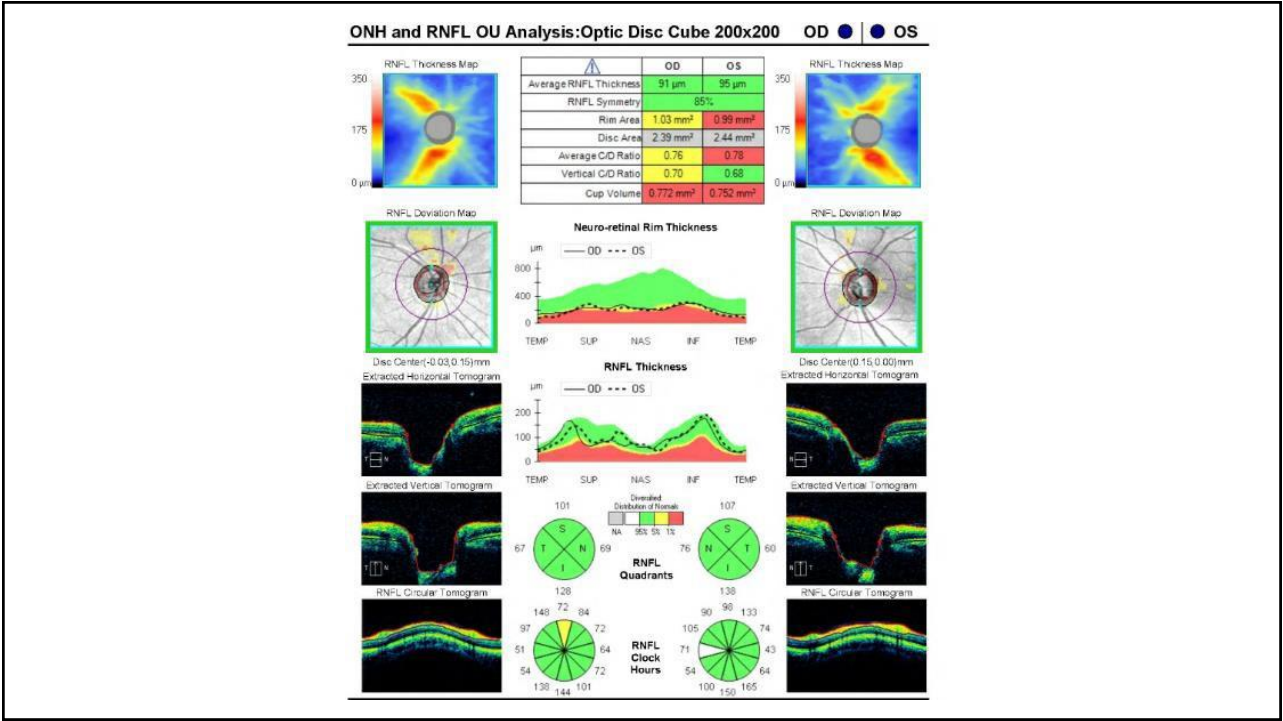 ONH and RNFL OU Analysis:Optic Disc Cube 200x200 OD OS
RNFL Thickness Map
350
175
0 µm
OD OS
Average RNFL Thickness 91 µm 95 µm
RNFL Symmetry 85%
Rim Area 1.03 mm² 0.99 mm²
Disc Area 2.39 mm² 2.44 mm²
Average C/D Ratio 0.76 0.78
Vertical C/D Ratio 0.70 0.68
Cup Volume 0.772 mm³ 0.752 mm³
RNFL Thickness Map
350
175
0 µm
RNFL Deviation Map
Disc Center(-0.03,0.15)mm
Neuro-retinal Rim Thickness
µm OD OS
800
400
0
TEMP SUP NAS INF TEMP
RNFL Deviation Map
Disc Center(0.15,0.00)mm
Extracted Horizontal Tomogram
T N
RNFL Thickness
µm OD OS
200
100
0
TEMP SUP NAS INF TEMP
Extracted Horizontal Tomogram
N T
Extracted Vertical Tomogram
T N
Diversified:
Distribution of Normals
NA 95% 5% 1%
101
S
67 T N 69
I
128
RNFL
Quadrants
107
S
76 N T 60
I
138
Extracted Vertical Tomogram
N T
RNFL Circular Tomogram
148 72 84
97 72
51 64
54 72
138 144 101
RNFL
Clock
Hours
90 98 133
105 74
71 43
54 64
100 150 165
RNFL Circular Tomogram